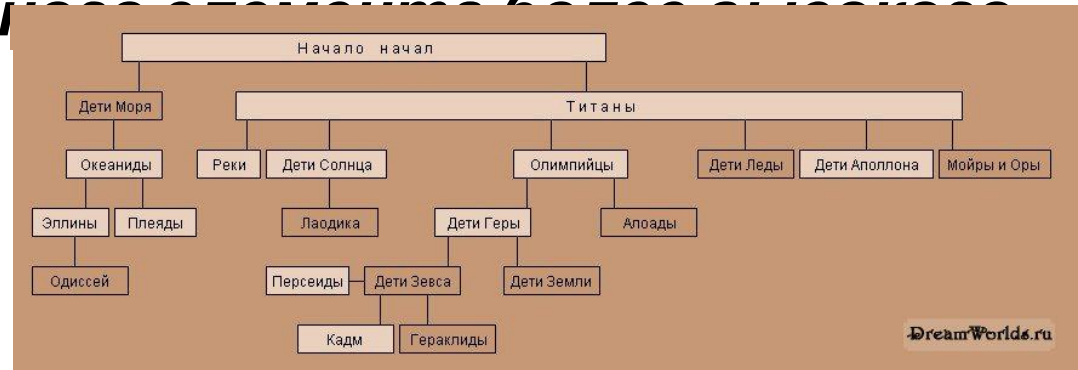 Начало начал
Дети Моря Титаны
Океаниды Реки Дети Солнца Олимпийцы Дети Леды Дети Аполлона Мойры и Оры
Эллины Плеяды Лаодика Дети Геры Алоады
Одиссей Персеиды Дети Зевса Дети Земли
Кадм Гераклиды
DreamWorlds.ru